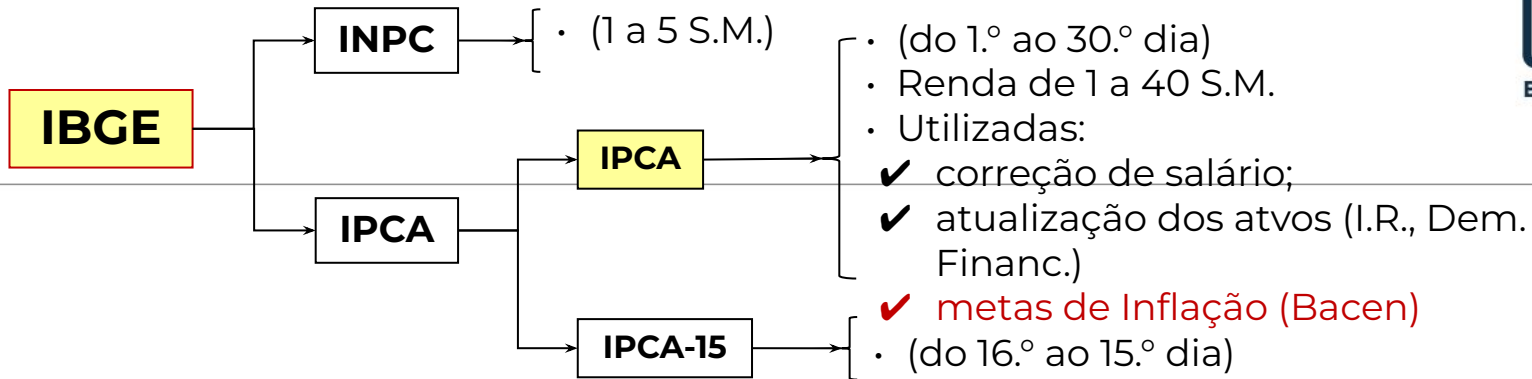 INPC
• (1 a 5 S.M.)
IBGE
IPCA
IPCA
• (do 1.º ao 30.º dia)
• Renda de 1 a 40 S.M.
• Utilizadas:
✔ correção de salário;
✔ atualização dos atvos (I.R., Dem.
Financ.)
✔ metas de Inflação (Bacen)
IPCA-15
• (do 16.º ao 15.º dia)